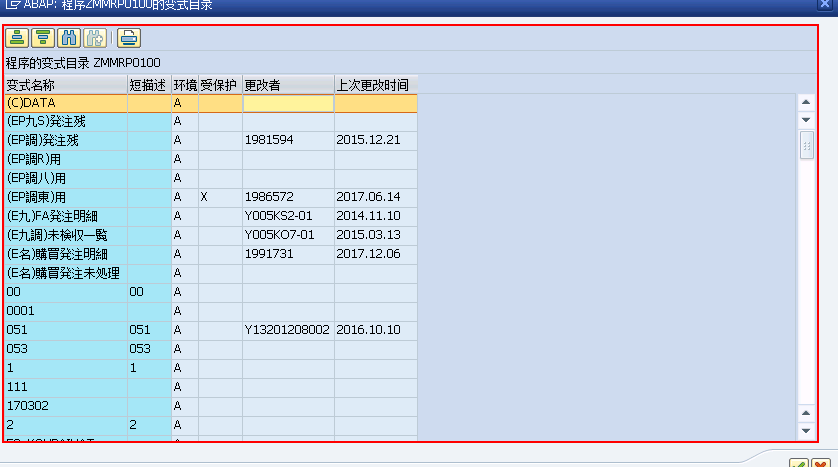 ABAP: 程序ZMMRP0100的变式目录
程序的变式目录 ZMMRP0100
变式名称 短描述 环境 受保护 更改者 上次更改时间
(C)DATA A
(EP九S)発注残 A
(EP調)発注残 A 1981594 2015.12.21
(EP調R)用 A
(EP調八)用 A
(EP調東)用 A X 1986572 2017.06.14
(E九)FA発注明細 A Y005KS2-01 2014.11.10
(E九調)未検収一覧 A Y005KO7-01 2015.03.13
(E名)購買発注明細 A 1991731 2017.12.06
(E名)購買発注未処理 A
00 00 A
0001 A
051 051 A Y13201208002 2016.10.10
053 053 A
1 1 A
111 A
170302 A
2 2 A